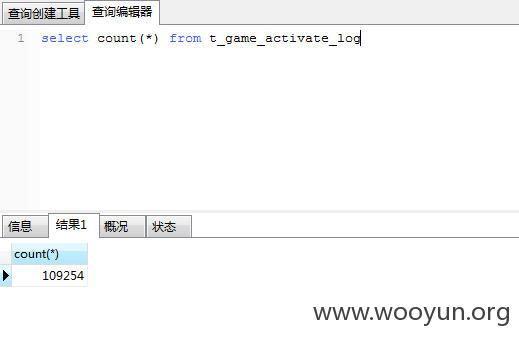 查询创建工具 查询编辑器
1 select count(*) from t_game_activate_log
信息 结果1 概况 状态
count(*)
109254
www.wooyun.org